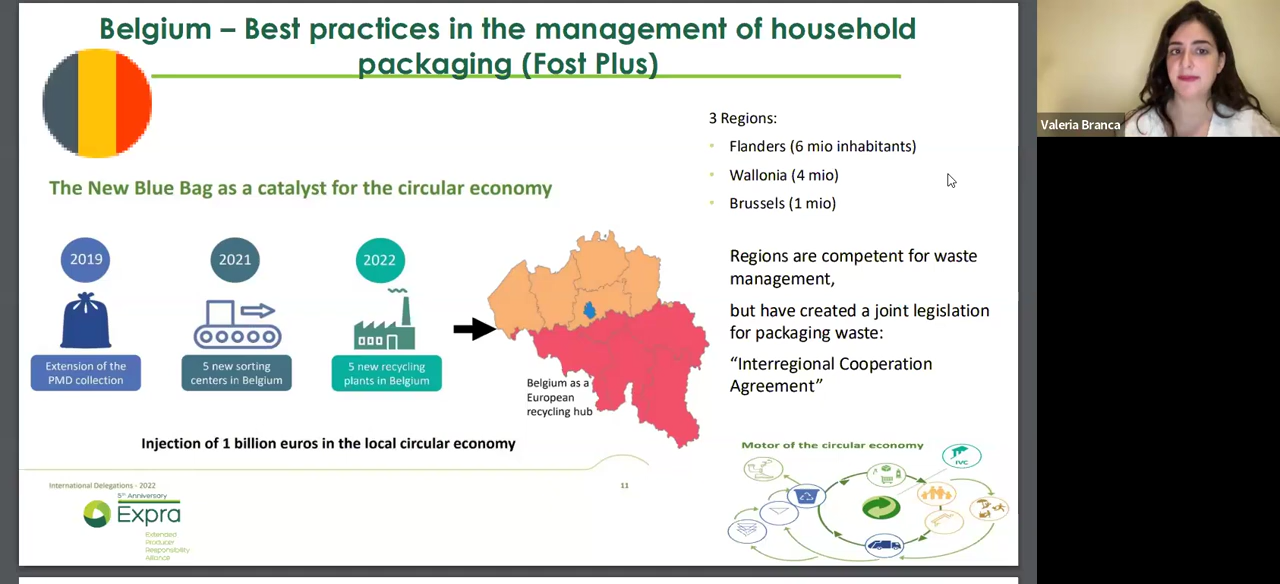 Belgium – Best practices in the management of household
packaging (Fost Plus)
3 Regions:
• Flanders (6 mio inhabitants)
• Wallonia (4 mio)
• Brussels (1 mio)
The New Blue Bag as a catalyst for the circular economy
2019
2021
2022
Extension of the
PMD collection
5 new sorting
centers in Belgium
5 new recycling
plants in Belgium
Belgium as a
European
recycling hub
Regions are competent for waste
management,
but have created a joint legislation
for packaging waste:
“Interregional Cooperation
Agreement”
Injection of 1 billion euros in the local circular economy
Motor of the circular economy
IVC
International Delegations - 2022
11
5th Anniversary
Expra
Extended
Producer
Responsibility
Alliance
Valeria Branca